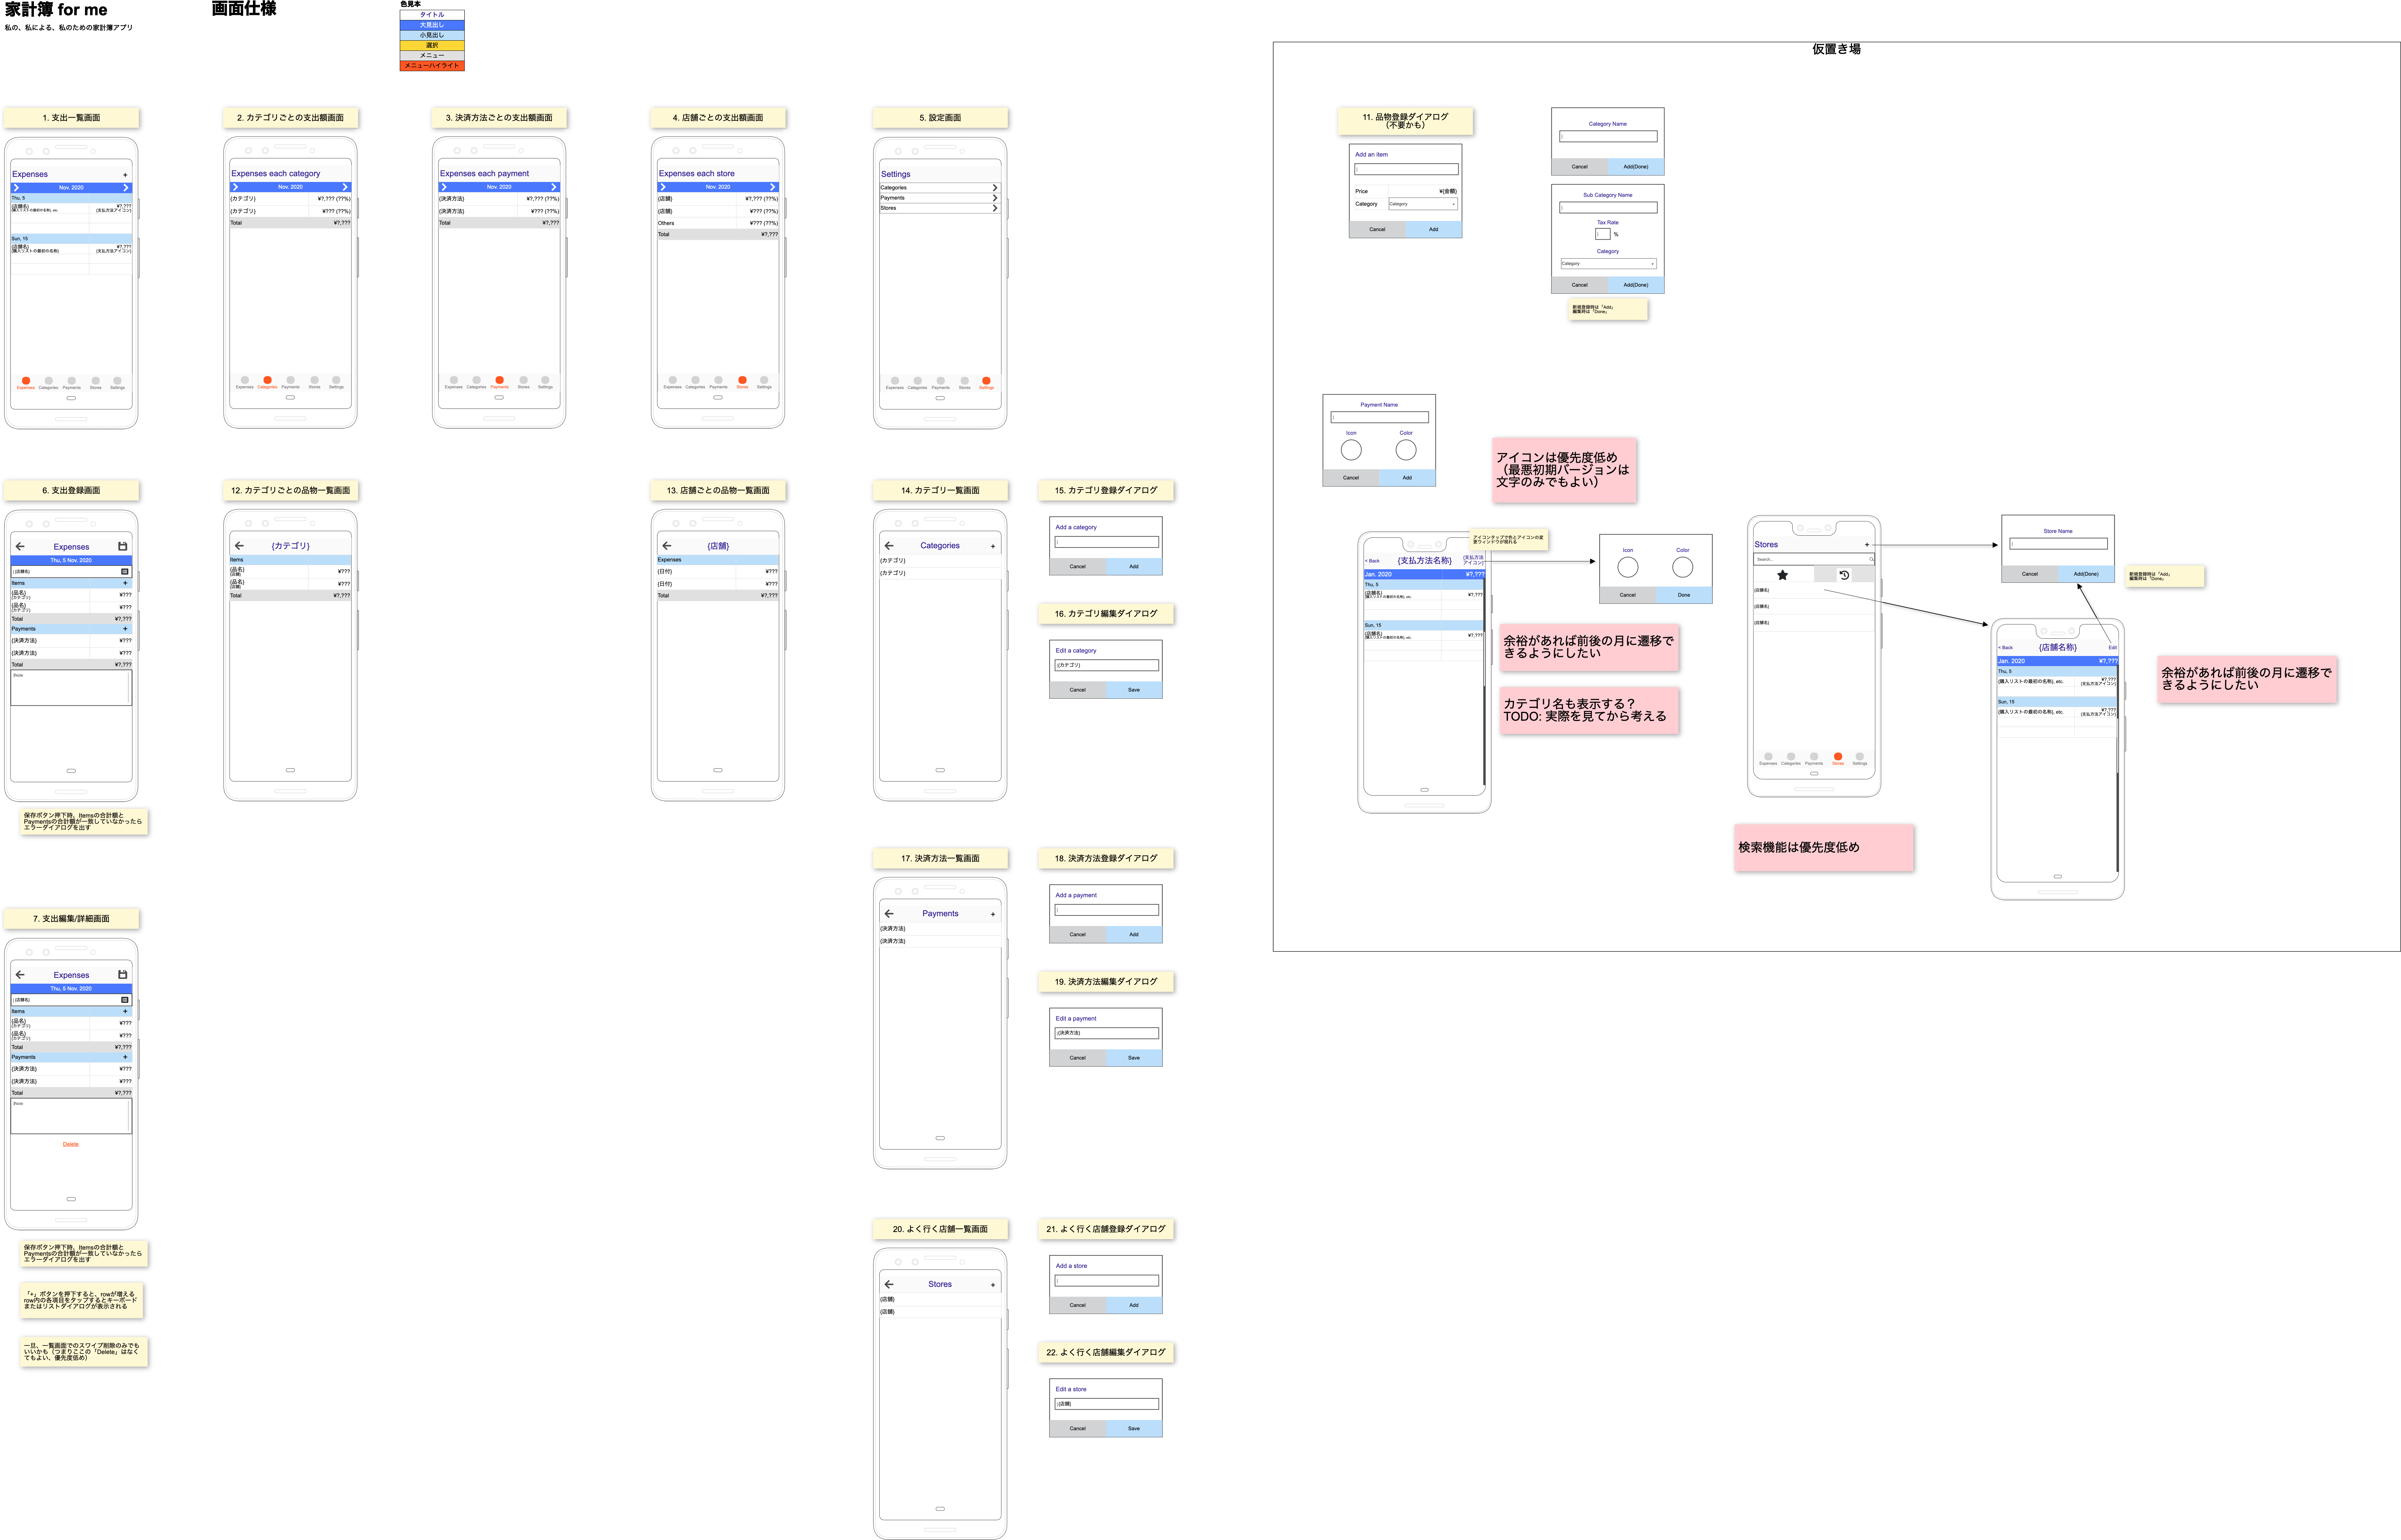 家計簿 for me
私の、私による、私のための家計簿アプリ
画面仕様
色見本
タイトル
大見出し
小見出し
選択
メニュー
メニューハイライト
1. 支出一覧画面
Expenses
+
Nov. 2020
Thu, 5
{店舗名}
¥?,???
{購入リストの最初の名称}, etc.
{支払方法アイコン}
Sun, 15
{店舗名}
¥?,???
{購入リストの最初の名称}
{支払方法アイコン}
Expenses Categories Payments Stores Settings
2. カテゴリごとの支出額画面
Expenses each category
Nov. 2020
{カテゴリ} ¥?,??? (??%)
{カテゴリ} ¥??? (??%)
Total ¥?,???
Expenses Categories Payments Stores Settings
3. 決済方法ごとの支出額画面
Expenses each payment
Nov. 2020
{決済方法} ¥?,??? (??%)
{決済方法} ¥??? (??%)
Total ¥?,???
Expenses Categories Payments Stores Settings
4. 店舗ごとの支出額画面
Expenses each store
Nov. 2020
{店舗} ¥?,??? (??%)
{店舗} ¥??? (??%)
Others ¥??? (??%)
Total ¥?,???
Expenses Categories Payments Stores Settings
5. 設定画面
Settings
Categories
Payments
Stores
Expenses Categories Payments Stores Settings
6. 支出登録画面
Expenses
Thu, 5 Nov. 2020
{店舗名}
Items +
{品名} ¥???
{カテゴリ}
{品名} ¥???
{カテゴリ}
Total ¥?,???
Payments +
{決済方法} ¥???
{決済方法} ¥???
Total ¥?,???
Note
保存ボタン押下時、Itemsの合計額と
Paymentsの合計額が一致していなかったら
エラーダイアログを出す
12. カテゴリごとの品物一覧画面
{カテゴリ}
Items
{品名} ¥???
{店舗}
{品名} ¥???
{店舗}
Total ¥?,???
13. 店舗ごとの品物一覧画面
{店舗}
Expenses
{日付} ¥???
{日付} ¥???
Total ¥?,???
14. カテゴリ一覧画面
Categories +
{カテゴリ}
{カテゴリ}
15. カテゴリ登録ダイアログ
Add a category
Cancel Add
16. カテゴリ編集ダイアログ
Edit a category
{カテゴリ}
Cancel Save
7. 支出編集/詳細画面
Expenses
Thu, 5 Nov. 2020
{店舗名}
Items +
{品名} ¥???
{カテゴリ}
{品名} ¥???
{カテゴリ}
Total ¥?,???
Payments +
{決済方法} ¥???
{決済方法} ¥???
Total ¥?,???
Note
Delete
保存ボタン押下時、Itemsの合計額と
Paymentsの合計額が一致していなかったら
エラーダイアログを出す
「+」ボタンを押下すると、rowが増える
row内の各項目をタップするとキーボード
またはリストダイアログが表示される
一旦、一覧画面でのスワイプ削除のみでも
いいかも（つまりここの「Delete」はなく
てもよい、優先度低め）
17. 決済方法一覧画面
Payments +
{決済方法}
{決済方法}
18. 決済方法登録ダイアログ
Add a payment
Cancel Add
19. 決済方法編集ダイアログ
Edit a payment
{決済方法}
Cancel Save
20. よく行く店舗一覧画面
Stores +
{店舗}
{店舗}
21. よく行く店舗登録ダイアログ
Add a store
Cancel Add
22. よく行く店舗編集ダイアログ
Edit a store
{店舗}
Cancel Save
仮置き場
11. 品物登録ダイアログ
（不要かも）
Add an item
Price ¥{金額}
Category Category
Cancel Add
Category Name
Cancel Add(Done)
Sub Category Name
Tax Rate
%
Category
Category
Cancel Add(Done)
新規登録時は「Add」
編集時は「Done」
Payment Name
Icon Color
Cancel Add
アイコンは優先度低め
（最悪初期バージョンは
文字のみでもよい）
アイコンタップで色とアイコンの変
更ウィンドウが現れる
< Back {支払方法名称} {支払方法
アイコン}
Jan. 2020 ¥?,???
Thu, 5
{店舗名} ¥?,???
{購入リストの最初の名称}, etc.
Sun, 15
{店舗名} ¥?,???
{購入リストの最初の名称}, etc.
Icon Color
Cancel Done
余裕があれば前後の月に遷移で
きるようにしたい
カテゴリ名も表示する？
TODO: 実際を見てから考える
Stores +
Search...
{店舗名}
{店舗名}
{店舗名}
Expenses Categories Payments Stores Settings
検索機能は優先度低め
Store Name
Cancel Add(Done)
新規登録時は「Add」
編集時は「Done」
< Back {店舗名称} Edit
Jan. 2020 ¥?,???
Thu, 5
{購入リストの最初の名称}, etc. ¥?,???
{支払方法アイコン}
Sun, 15
{購入リストの最初の名称}, etc. ¥?,???
{支払方法アイコン}
余裕があれば前後の月に遷移で
きるようにしたい